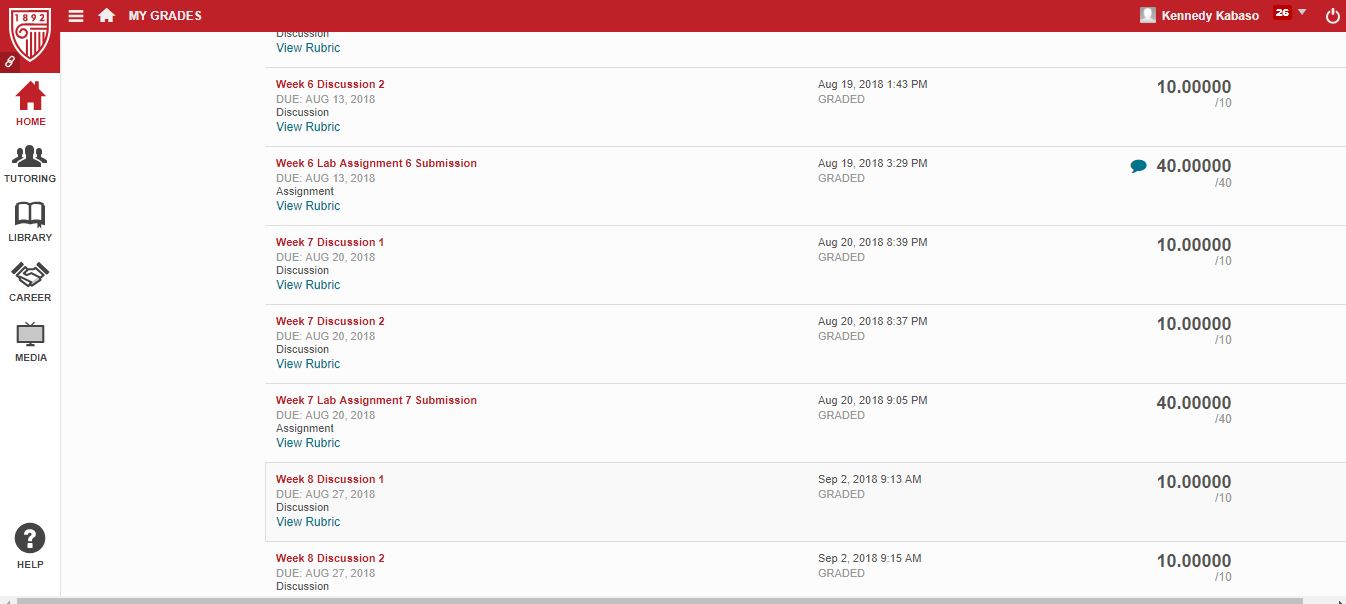 1892
MY GRADES
Kennedy Kabaso
26
HOME
TUTORING
LIBRARY
CAREER
MEDIA
HELP
Discussion
View Rubric
Week 6 Discussion 2
Aug 19, 2018 1:43 PM
10.00000
DUE: AUG 13, 2018
GRADED
/10
Discussion
View Rubric
Week 6 Lab Assignment 6 Submission
Aug 19, 2018 3:29 PM
40.00000
DUE: AUG 13, 2018
GRADED
/40
Assignment
View Rubric
Week 7 Discussion 1
Aug 20, 2018 8:39 PM
10.00000
DUE: AUG 20, 2018
GRADED
/10
Discussion
View Rubric
Week 7 Discussion 2
Aug 20, 2018 8:37 PM
10.00000
DUE: AUG 20, 2018
GRADED
/10
Discussion
View Rubric
Week 7 Lab Assignment 7 Submission
Aug 20, 2018 9:05 PM
40.00000
DUE: AUG 20, 2018
GRADED
/40
Assignment
View Rubric
Week 8 Discussion 1
Sep 2, 2018 9:13 AM
10.00000
DUE: AUG 27, 2018
GRADED
/10
Discussion
View Rubric
Week 8 Discussion 2
Sep 2, 2018 9:15 AM
10.00000
DUE: AUG 27, 2018
GRADED
/10
Discussion